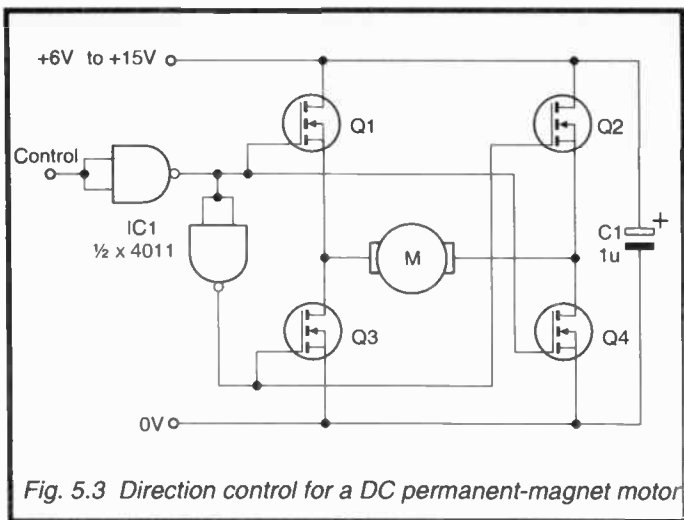 +6V to +15V
Q1
Q2
Control
IC1
½ x 4011
M
C1
1u
+
Q3
Q4
0V
Fig. 5.3 Direction control for a DC permanent-magnet motor